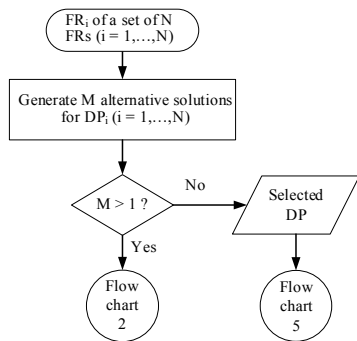 FRi of a set of N
FRs (i = 1,...,N)
Generate M alternative solutions
for DPi (i = 1,...,N)
M > 1 ?
No
Selected
DP
Yes
Flow
chart
2
Flow
chart
5